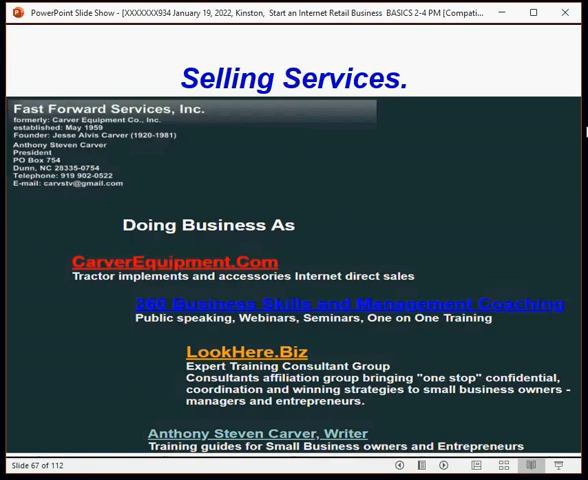 PowerPoint Slide Show - [XXXXXXX934 January 19, 2022, Kinston, Start an Internet Retail Business BASICS 2-4 PM [Compati...
Selling Services.
Fast Forward Services, Inc.
formerly: Carver Equipment Co., Inc.
established: May 1959
Founder: Jesse Alvis Carver (1920-1981)
Anthony Steven Carver
President
PO Box 754
Dunn, NC 28335-0754
Telephone: 919 902-0522
E-mail: carvstv@gmail.com
Doing Business As
CarverEquipment.Com
Tractor implements and accessories Internet direct sales
360 Business Skills and Management Coaching
Public speaking, Webinars, Seminars, One on One Training
LookHere.Biz
Expert Training Consultant Group
Consultants affiliation group bringing "one stop" confidential,
coordination and winning strategies to small business owners -
managers and entrepreneurs.
Anthony Steven Carver, Writer
Training guides for Small Business owners and Entrepreneurs
Slide 67 of 112